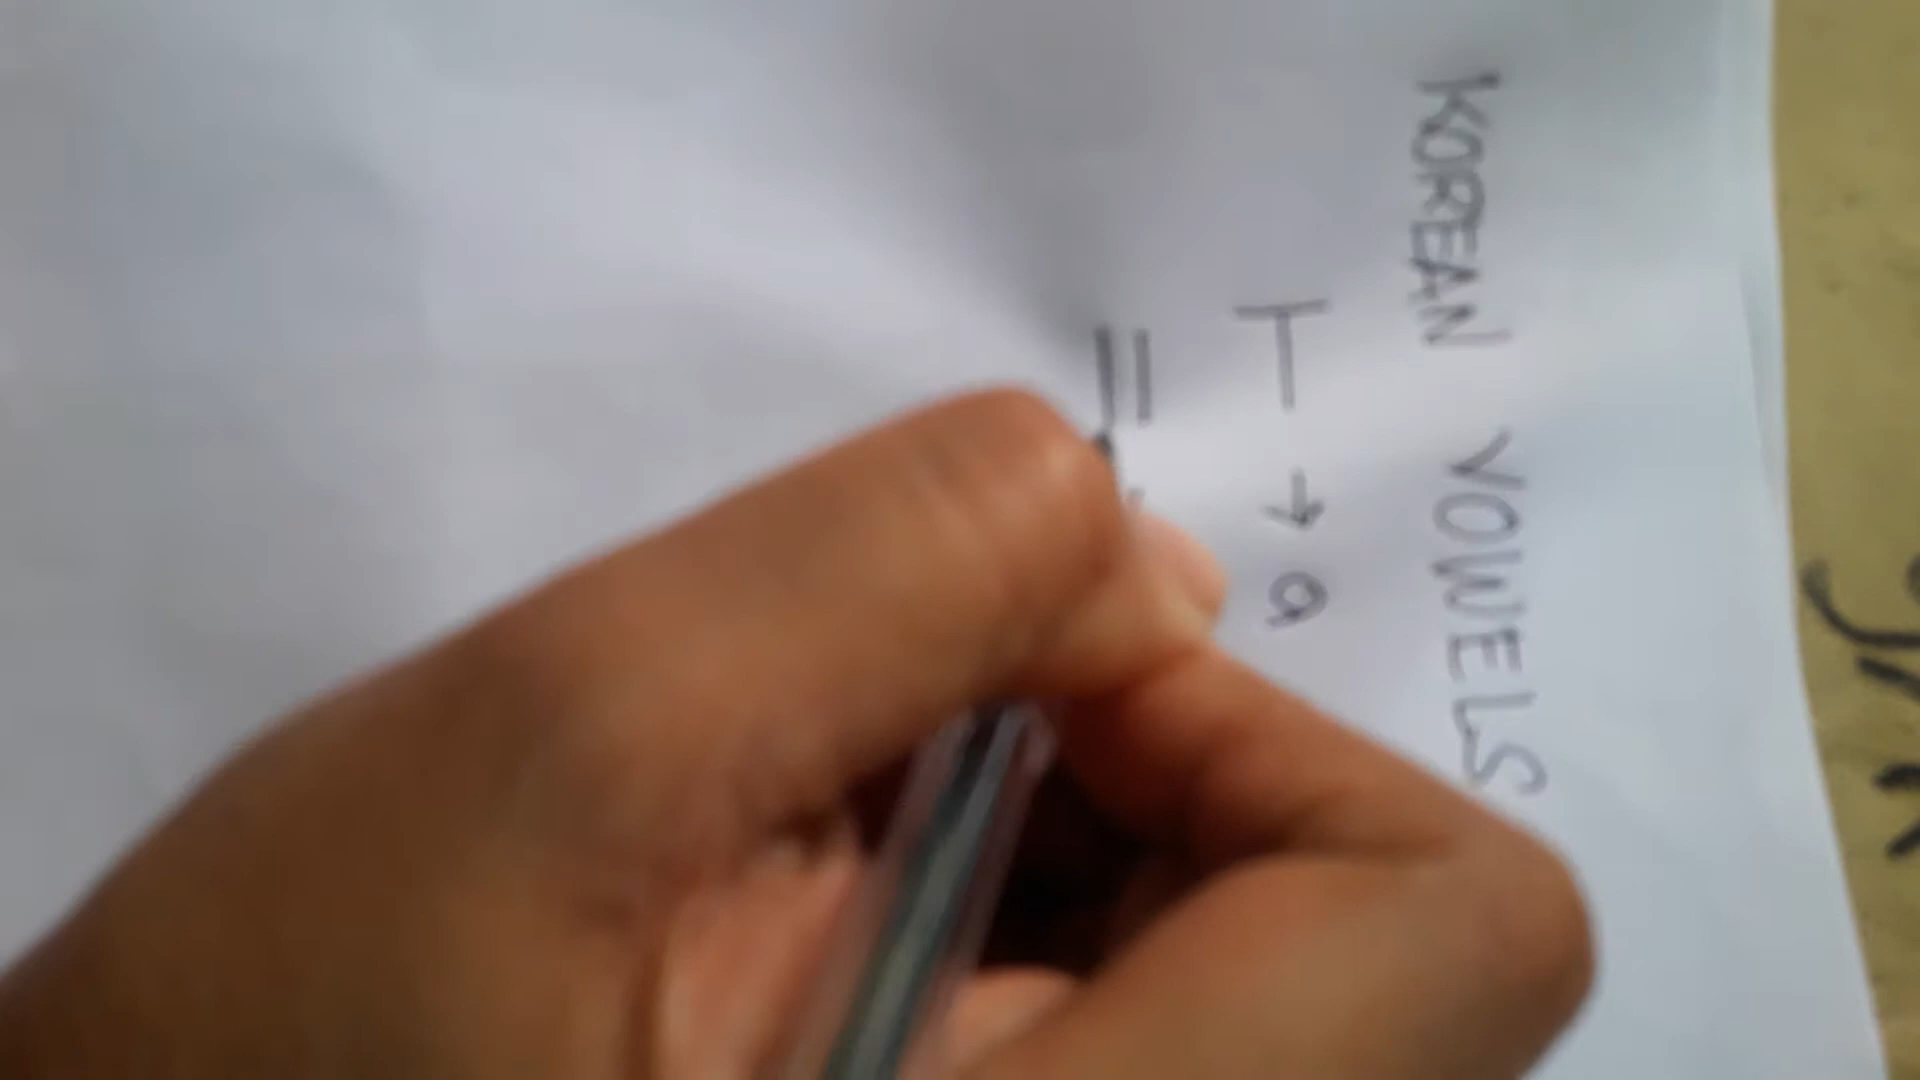 KOREAN VOWELS
ㅏ → a